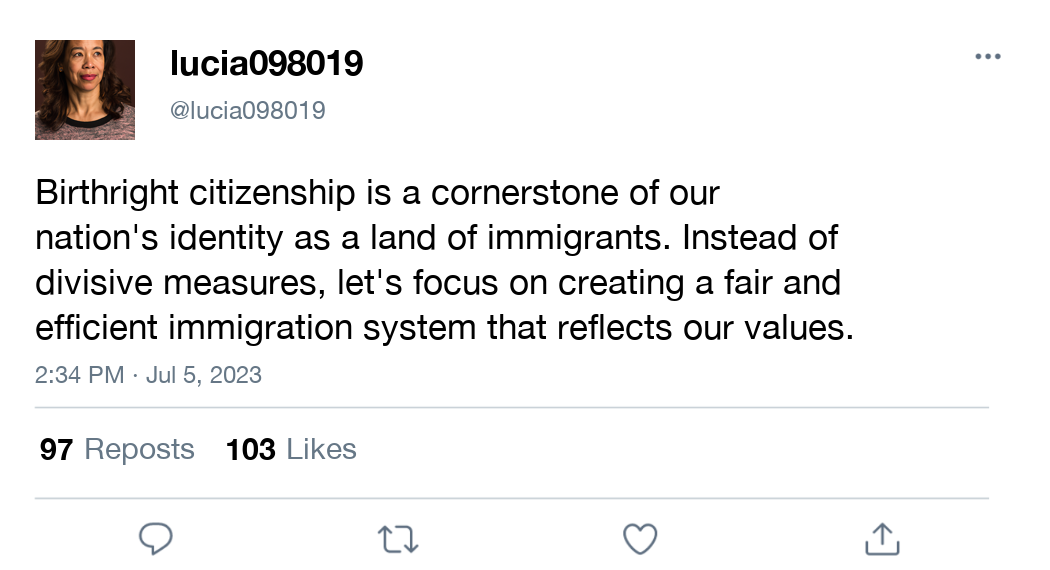 lucia098019
@lucia098019
Birthright citizenship is a cornerstone of our
nation's identity as a land of immigrants. Instead of
divisive measures, let's focus on creating a fair and
efficient immigration system that reflects our values.
2:34 PM · Jul 5, 2023
97 Reposts 103 Likes